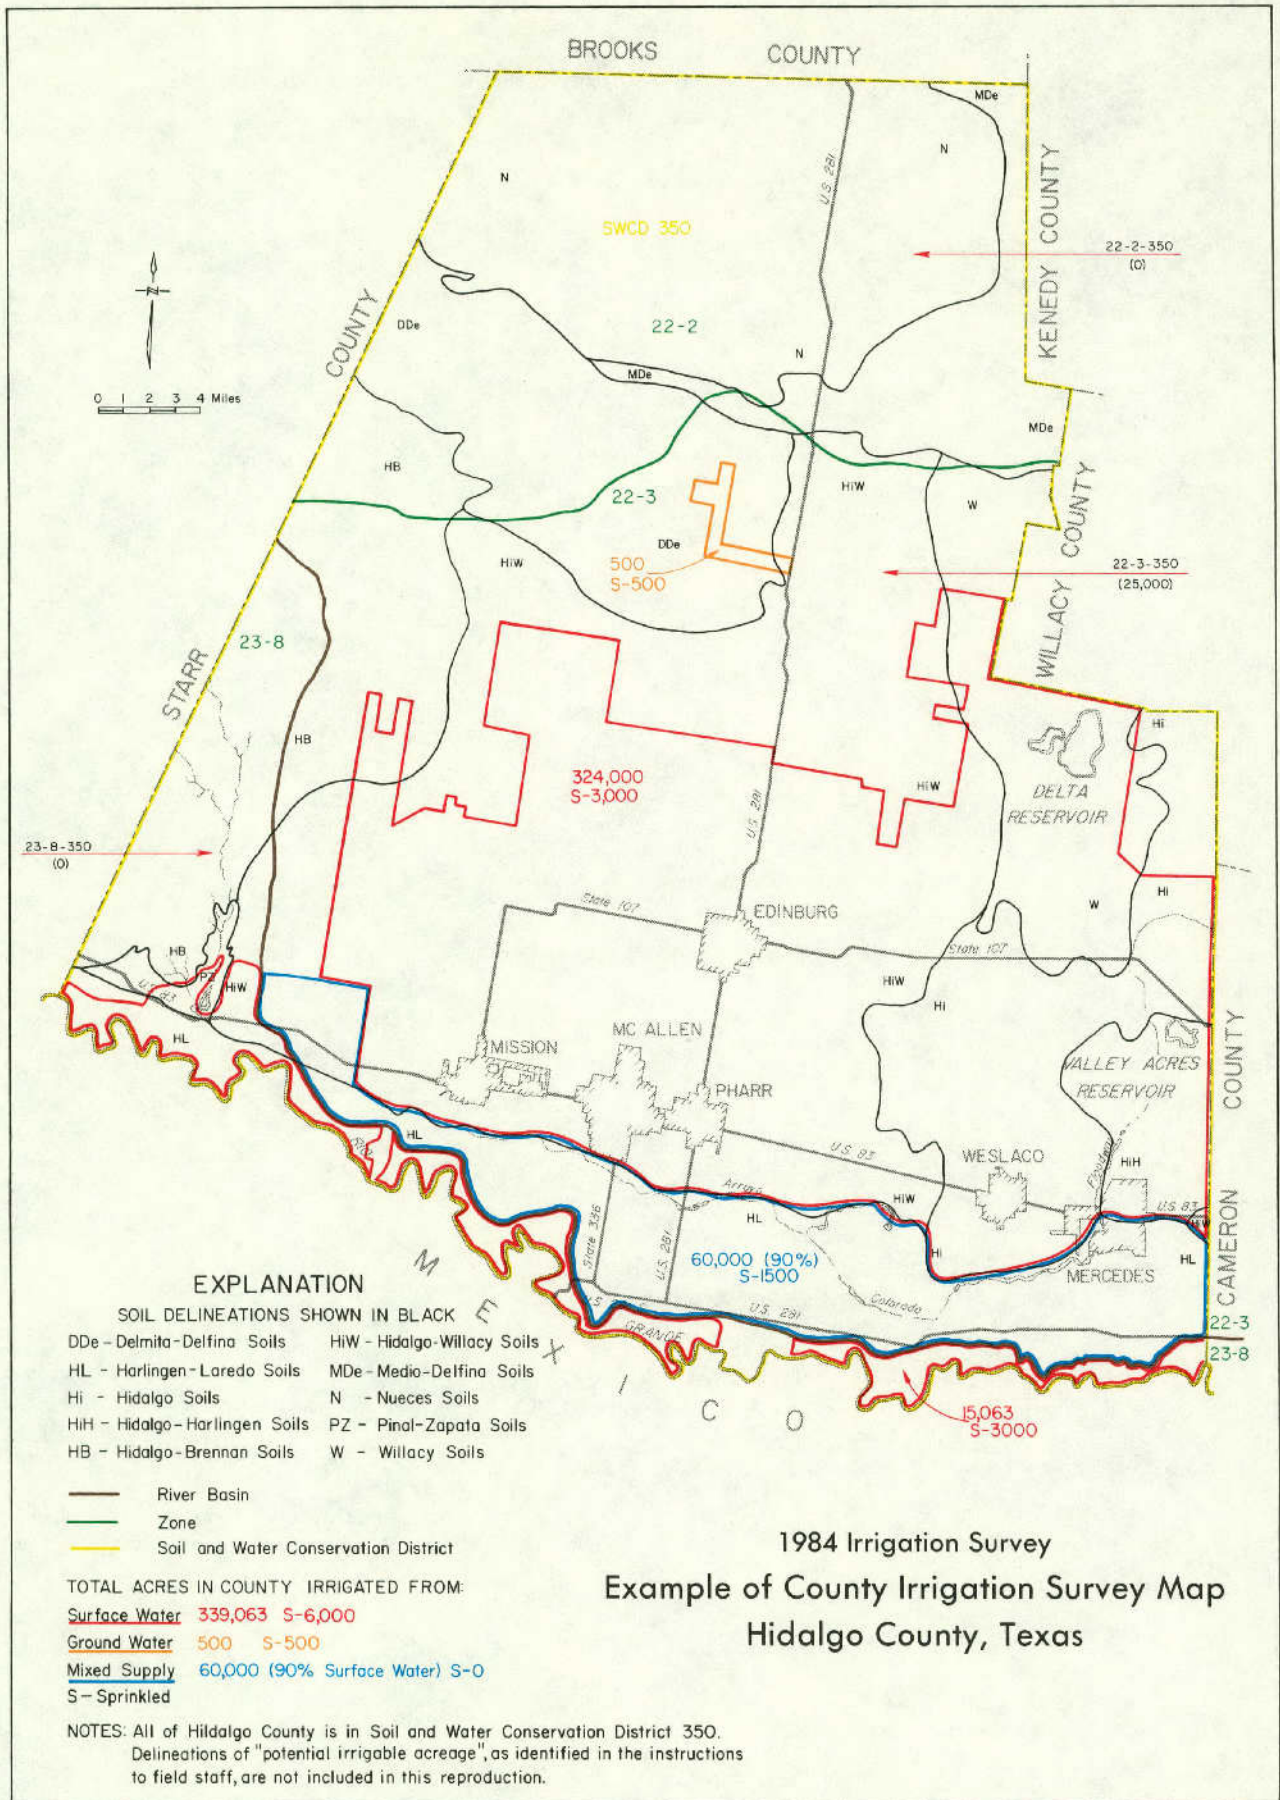 BROOKS COUNTY
MDe
N
N
U.S. 281
KENEDY COUNTY
SWCD 350
22-2-350
(0)
N
COUNTY
DDe
22-2
N
MDe
0 1 2 3 4 Miles
MDe
HB
22-3
HiW
W
WILLACY COUNTY
DDe
HiW
500
S-500
22-3-350
(25,000)
23-8
STARR
HB
Hi
324,000
S-3,000
HiW
DELTA
RESERVOIR
U.S. 281
23-8-350
(0)
Hi
W
State 107
EDINBURG
State 107
HB
PZ
HiW
U.S. 83
HiW
Hi
HL
MC ALLEN
MISSION
VALLEY ACRES
RESERVOIR
PHARR
COUNTY
HL
RIO
U.S. 83
WESLACO
Floodway
HiH
Arroyo
HiW
U.S. 83
HiW
HL
State 336
U.S. 281
Hi
HL
60,000 (90%)
S-1500
MERCEDES
CAMERON
Colorado
U.S. 281
U.S.
GRANDE
22-3
23-8
MEXICO
15,063
S-3000
EXPLANATION
SOIL DELINEATIONS SHOWN IN BLACK
DDe - Delmita-Delfina Soils HiW - Hidalgo-Willacy Soils
HL - Harlingen-Laredo Soils MDe - Medio-Delfina Soils
Hi - Hidalgo Soils N - Nueces Soils
HiH - Hidalgo-Harlingen Soils PZ - Pinal-Zapata Soils
HB - Hidalgo-Brennan Soils W - Willacy Soils
River Basin
Zone
Soil and Water Conservation District
TOTAL ACRES IN COUNTY IRRIGATED FROM:
Surface Water 339,063 S-6,000
Ground Water 500 S-500
Mixed Supply 60,000 (90% Surface Water) S-0
S - Sprinkled
NOTES: All of Hildalgo County is in Soil and Water Conservation District 350.
Delineations of "potential irrigable acreage", as identified in the instructions
to field staff, are not included in this reproduction.
1984 Irrigation Survey
Example of County Irrigation Survey Map
Hidalgo County, Texas